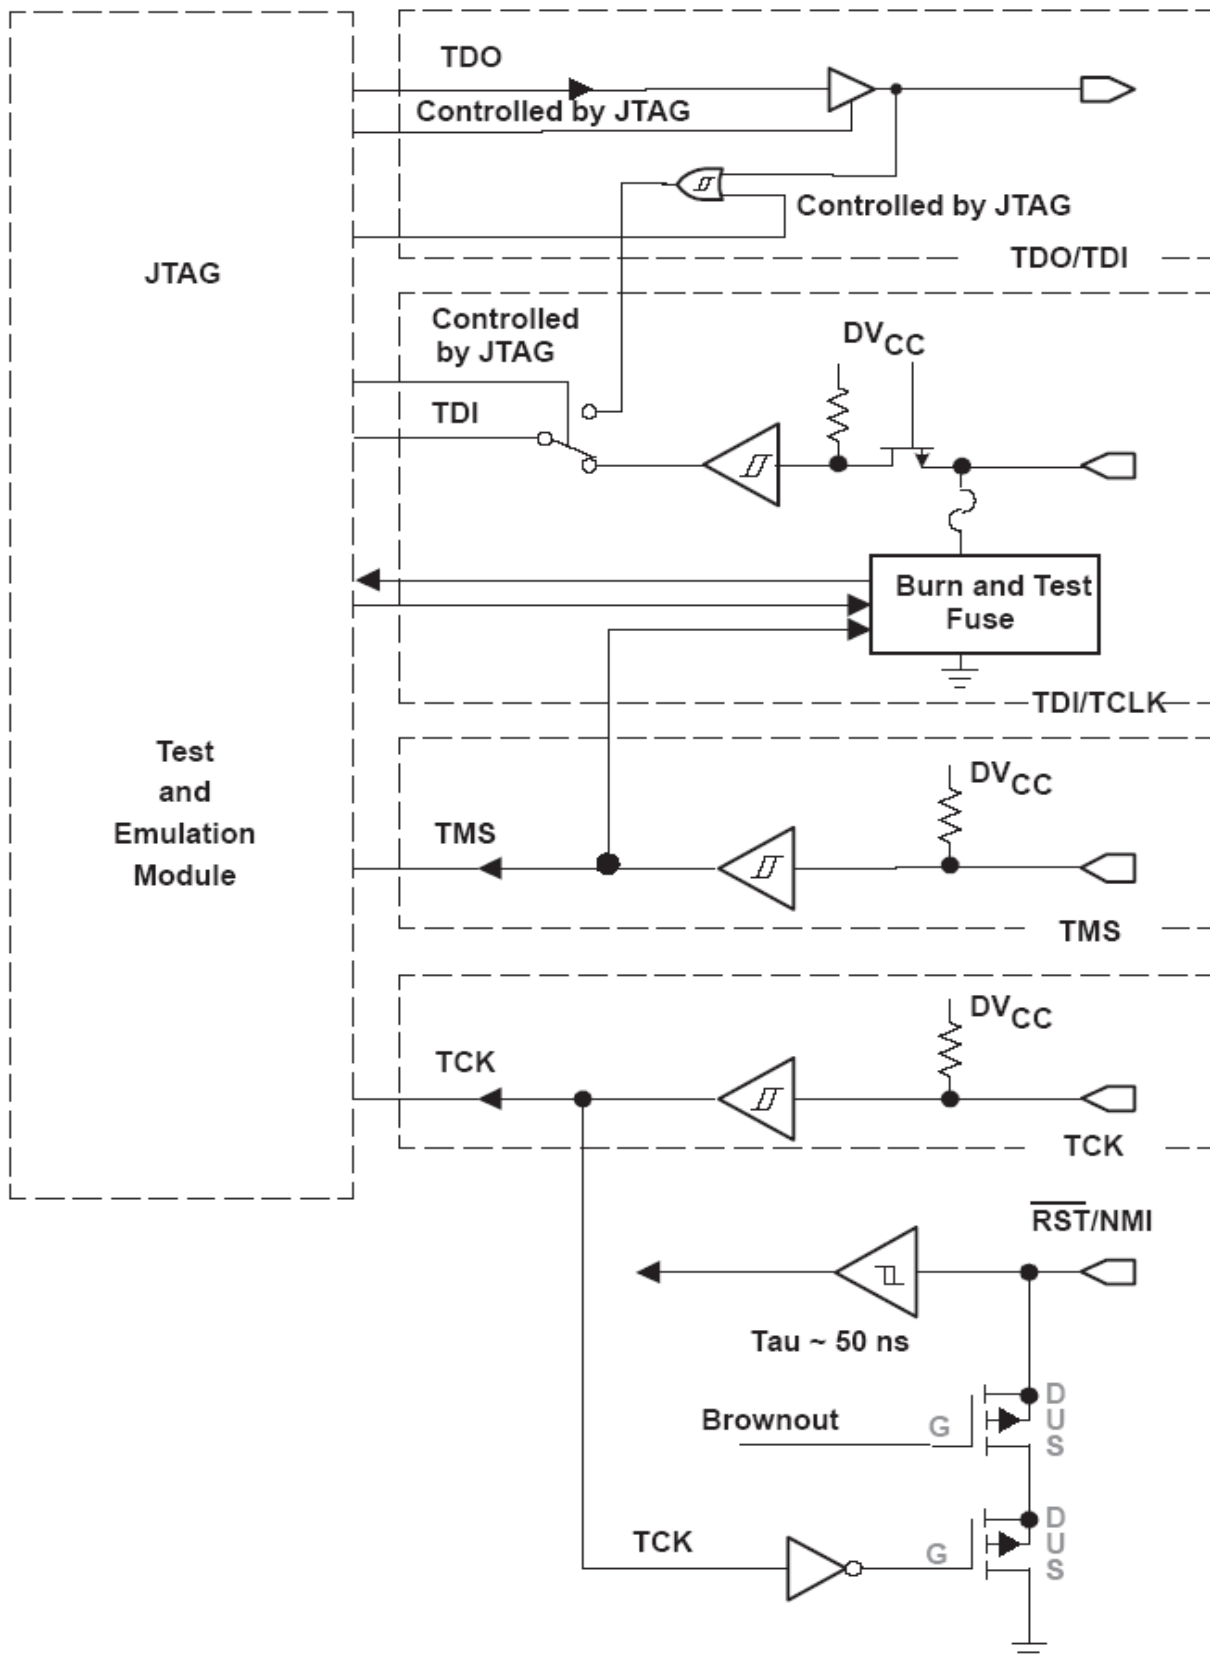 TDO
Controlled by JTAG
Controlled by JTAG
TDO/TDI
JTAG
Controlled
by JTAG
DVCC
TDI
Burn and Test
Fuse
TDI/TCLK
Test
and
Emulation
Module
DVCC
TMS
TMS
DVCC
TCK
TCK
RST/NMI
Tau ~ 50 ns
Brownout
G
D
U
S
TCK
G
D
U
S